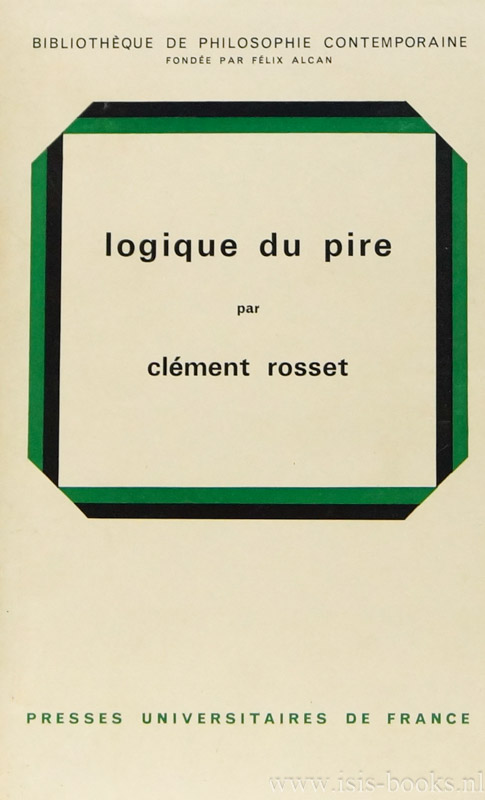 BIBLIOTHÈQUE DE PHILOSOPHIE CONTEMPORAINE
FONDÉE PAR FÉLIX ALCAN
logique du pire
par
clément rosset
PRESSES UNIVERSITAIRES DE FRANCE
www.isis-books.nl